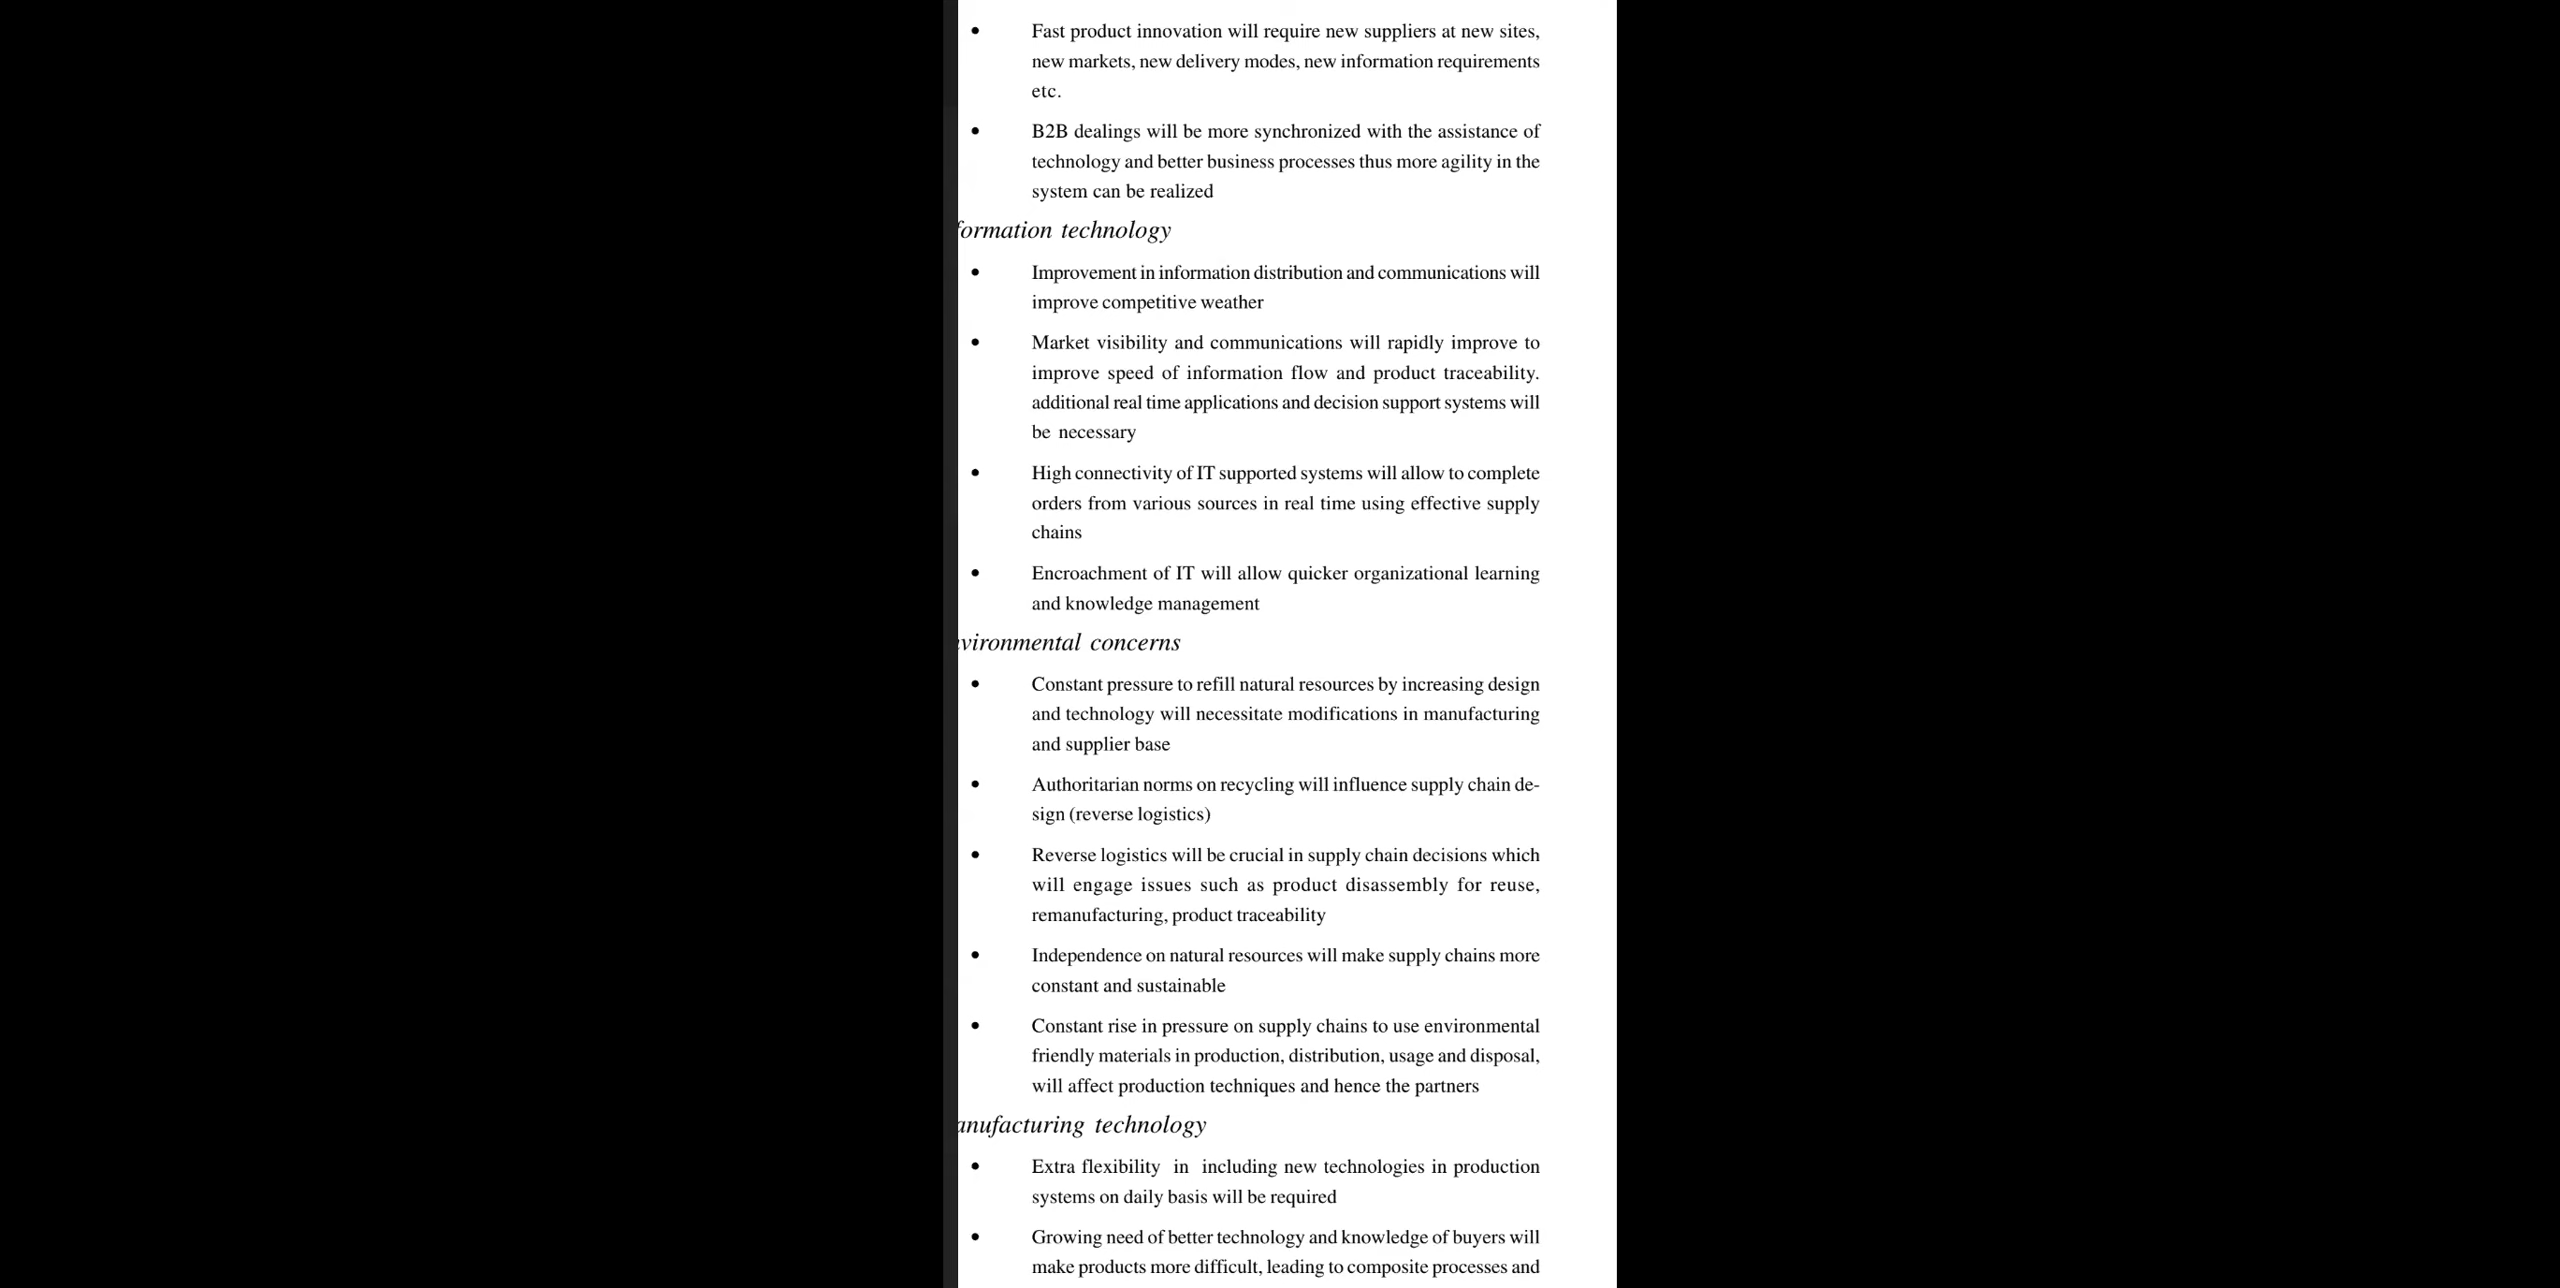 • Fast product innovation will require new suppliers at new sites,
new markets, new delivery modes, new information requirements
etc.
• B2B dealings will be more synchronized with the assistance of
technology and better business processes thus more agility in the
system can be realized
formation technology
• Improvement in information distribution and communications will
improve competitive weather
• Market visibility and communications will rapidly improve to
improve speed of information flow and product traceability.
additional real time applications and decision support systems will
be necessary
• High connectivity of IT supported systems will allow to complete
orders from various sources in real time using effective supply
chains
• Encroachment of IT will allow quicker organizational learning
and knowledge management
vironmental concerns
• Constant pressure to refill natural resources by increasing design
and technology will necessitate modifications in manufacturing
and supplier base
• Authoritarian norms on recycling will influence supply chain de-
sign (reverse logistics)
• Reverse logistics will be crucial in supply chain decisions which
will engage issues such as product disassembly for reuse,
remanufacturing, product traceability
• Independence on natural resources will make supply chains more
constant and sustainable
• Constant rise in pressure on supply chains to use environmental
friendly materials in production, distribution, usage and disposal,
will affect production techniques and hence the partners
anufacturing technology
• Extra flexibility in including new technologies in production
systems on daily basis will be required
• Growing need of better technology and knowledge of buyers will
make products more difficult, leading to composite processes and